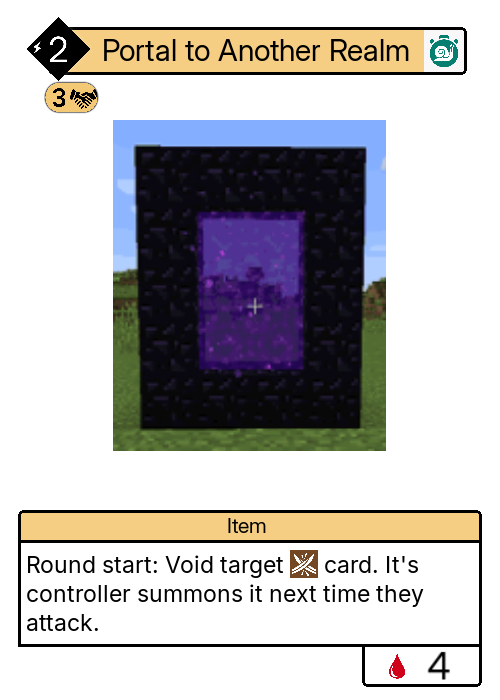 2
Portal to Another Realm
3
Item
Round start: Void target card. It's
controller summons it next time they
attack.
4